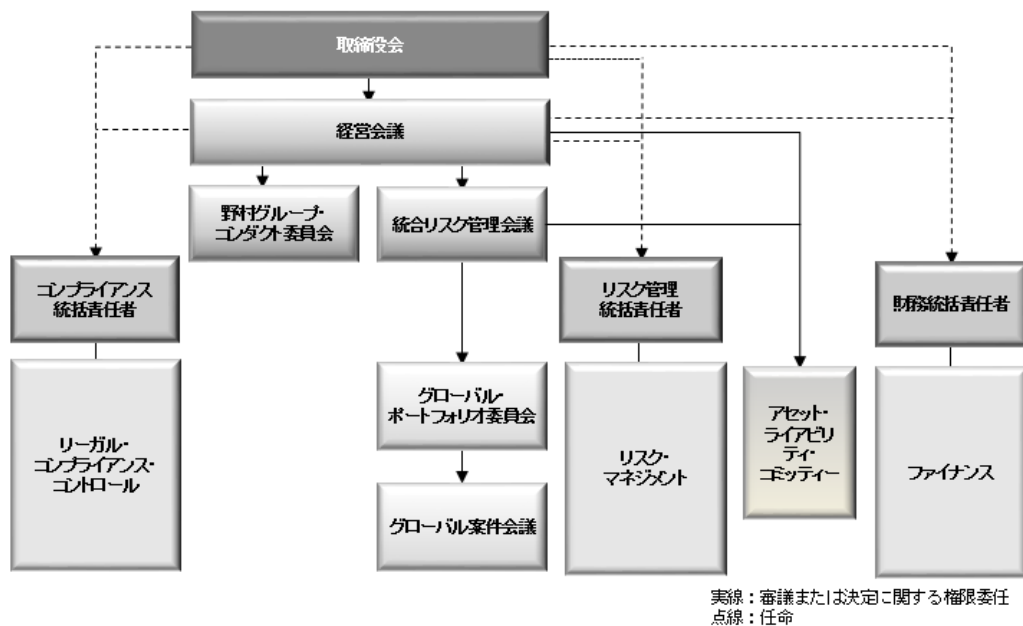 取締役会
経営会議
野村グループ・
コンダクト委員会
統合リスク管理会議
コンプライアンス
統括責任者
リスク管理
統括責任者
財務統括責任者
リーガル・
コンプライアンス・
コントロール
グローバル・
ポートフォリオ委員会
グローバル案件会議
リスク・
マネジメント
アセット・
ライアビリ
ティ・
コミッティー
ファイナンス
実線：審議または決定に関する権限委任
点線：任命